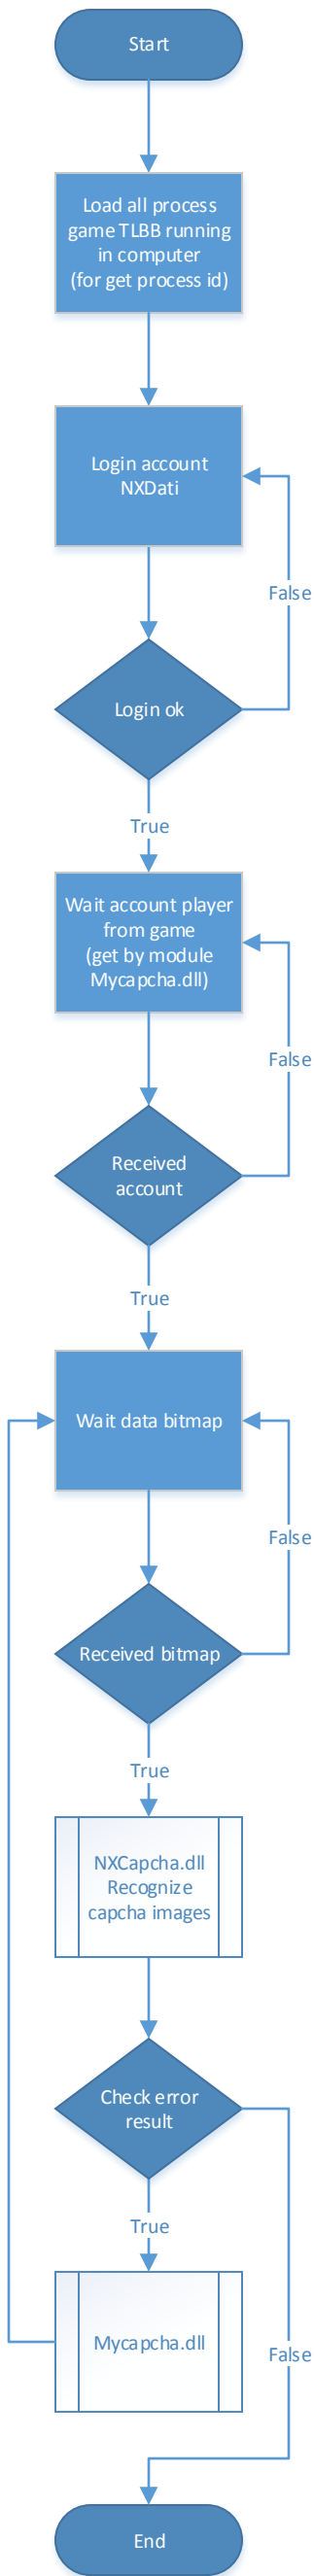 Start
Load all process
game TLBB running
in computer
(for get process id)
Login account
NXDati
False
Login ok
True
Wait account player
from game
(get by module
Mycapcha.dll)
False
Received
account
True
Wait data bitmap
False
Received bitmap
True
NXCapcha.dll
Recognize
capcha images
Check error
result
True
Mycapcha.dll
False
End